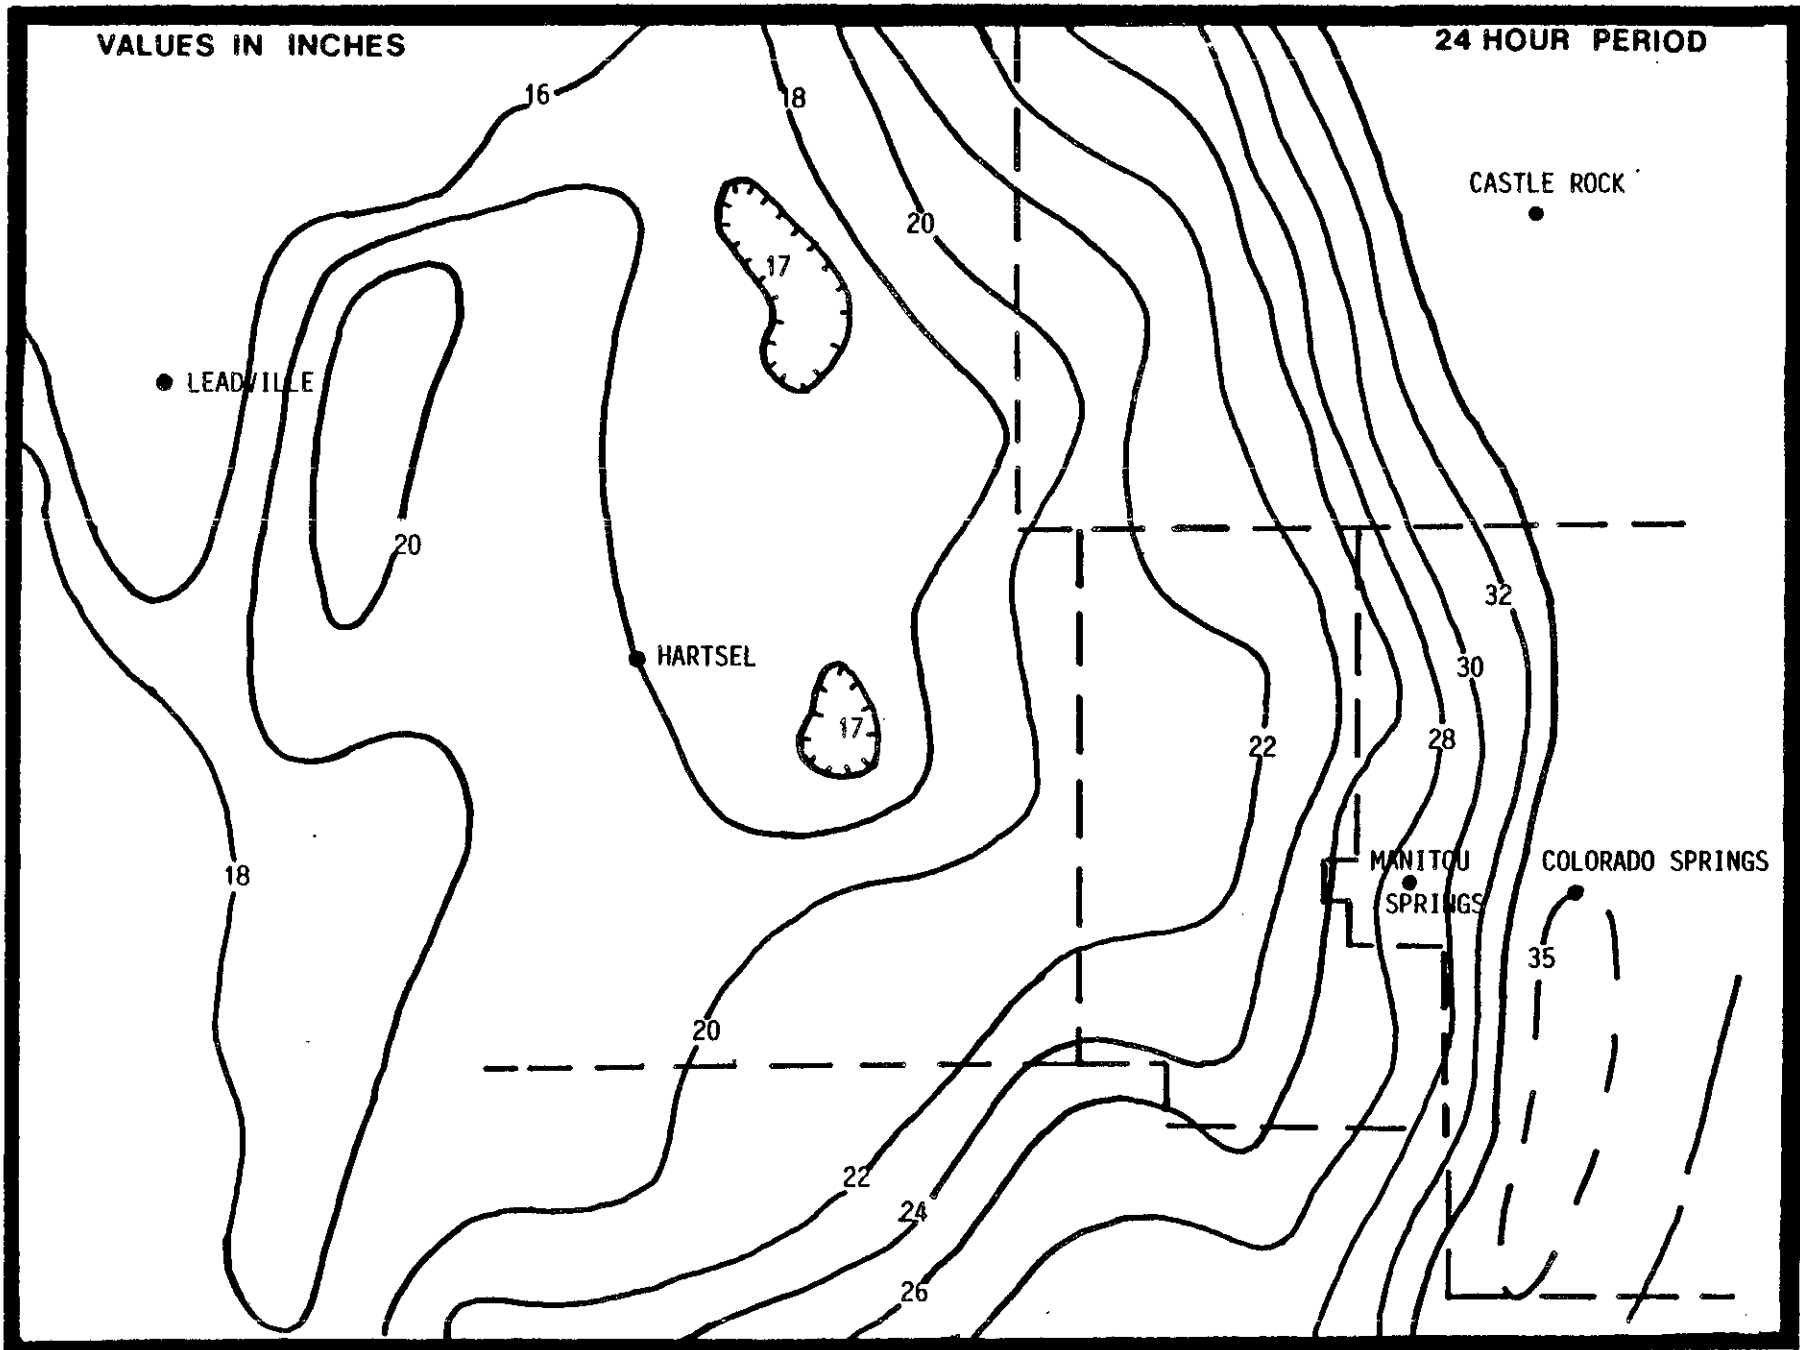 VALUES IN INCHES
24 HOUR PERIOD
16
18
CASTLE ROCK
20
17
LEADVILLE
20
32
HARTSEL
30
17
22
28
MANITOU
SPRINGS
COLORADO SPRINGS
18
35
20
22
24
26